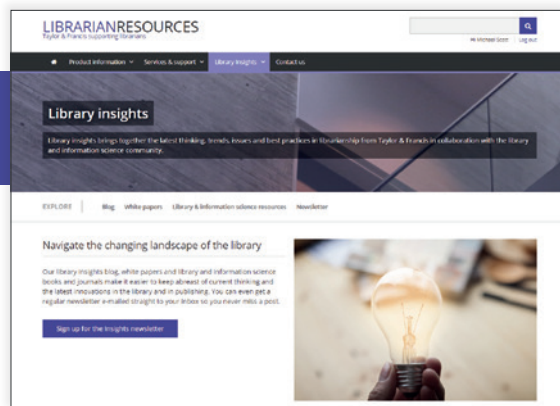 LIBRARIANRESOURCES
Taylor & Francis supporting librarians
Hi Michael Scott | Log out
Product information Services & support Library insights Contact us
Library insights
Library insights brings together the latest thinking, trends, issues and best practices in librarianship from Taylor & Francis in collaboration with the library
and information science community.
EXPLORE | Blog White papers Library & information science resources Newsletter
Navigate the changing landscape of the library
Our library insights blog, white papers and library and information science
books and journals make it easier to keep abreast of current thinking and
the latest innovations in the library and in publishing. You can even get a
regular newsletter e-mailed straight to your inbox so you never miss a post.
Sign up for the insights newsletter